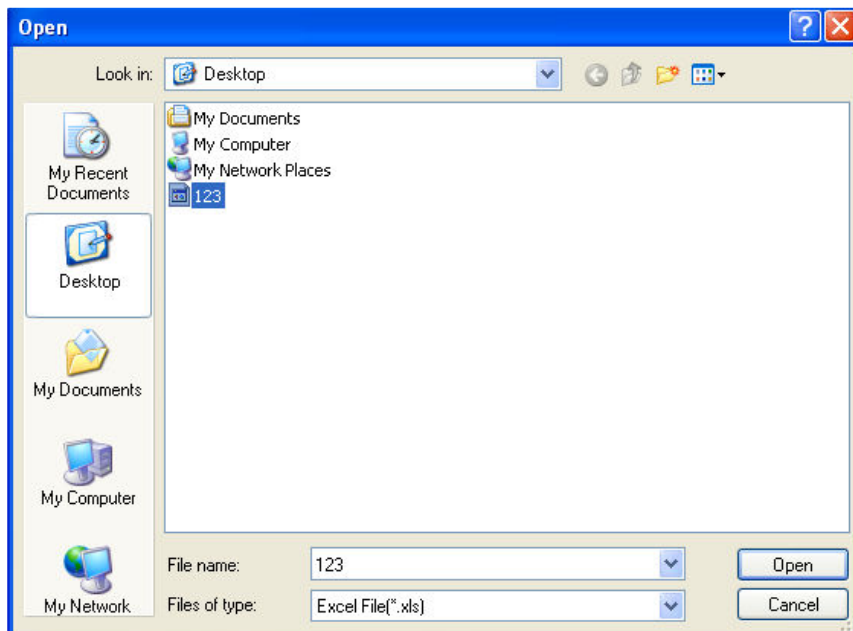 Open
Look in:
Desktop
My Documents
My Computer
My Network Places
123
My Recent
Documents
Desktop
My Documents
My Computer
My Network
File name:
123
Open
Files of type:
Excel File(*.xls)
Cancel